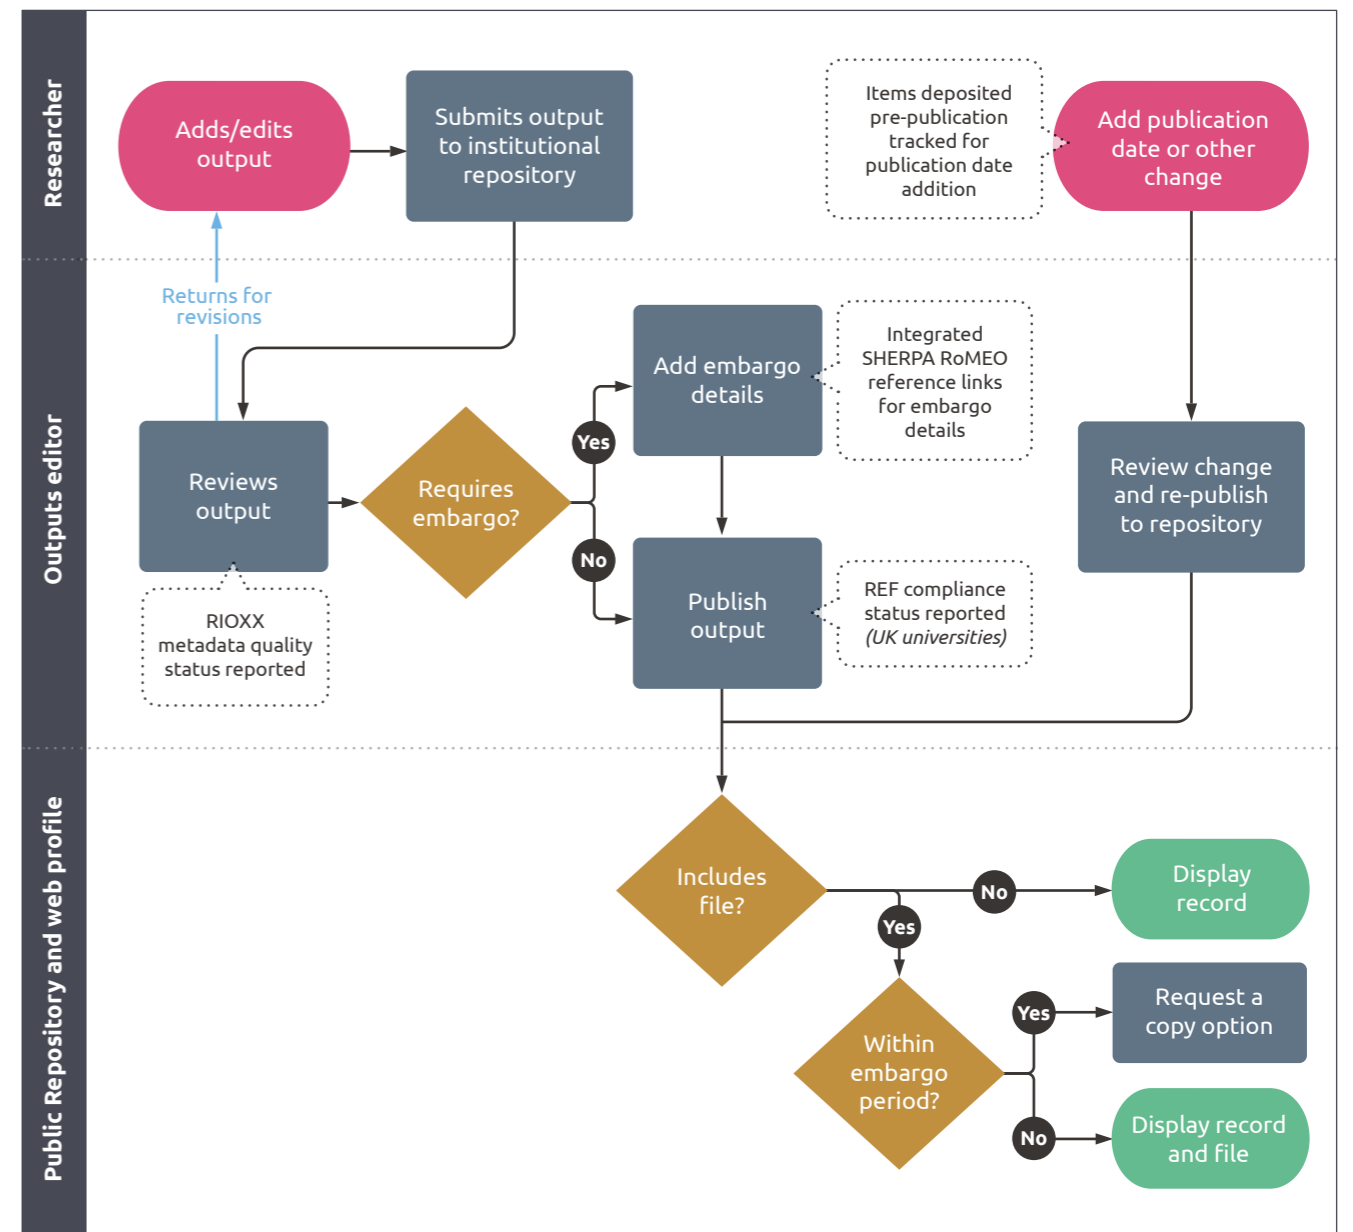 Researcher
Adds/edits
output
Submits output
to institutional
repository
Items deposited
pre-publication
tracked for
publication date
addition
Add publication
date or other
change
Outputs editor
Returns for
revisions
Reviews
output
RIOXX
metadata quality
status reported
Requires
embargo?
Yes
No
Add embargo
details
Integrated
SHERPA RoMEO
reference links
for embargo
details
Publish
output
REF compliance
status reported
(UK universities)
Review change
and re-publish
to repository
Public Repository and web profile
Includes
file?
No
Display
record
Yes
Within
embargo
period?
Yes
Request a
copy option
No
Display record
and file